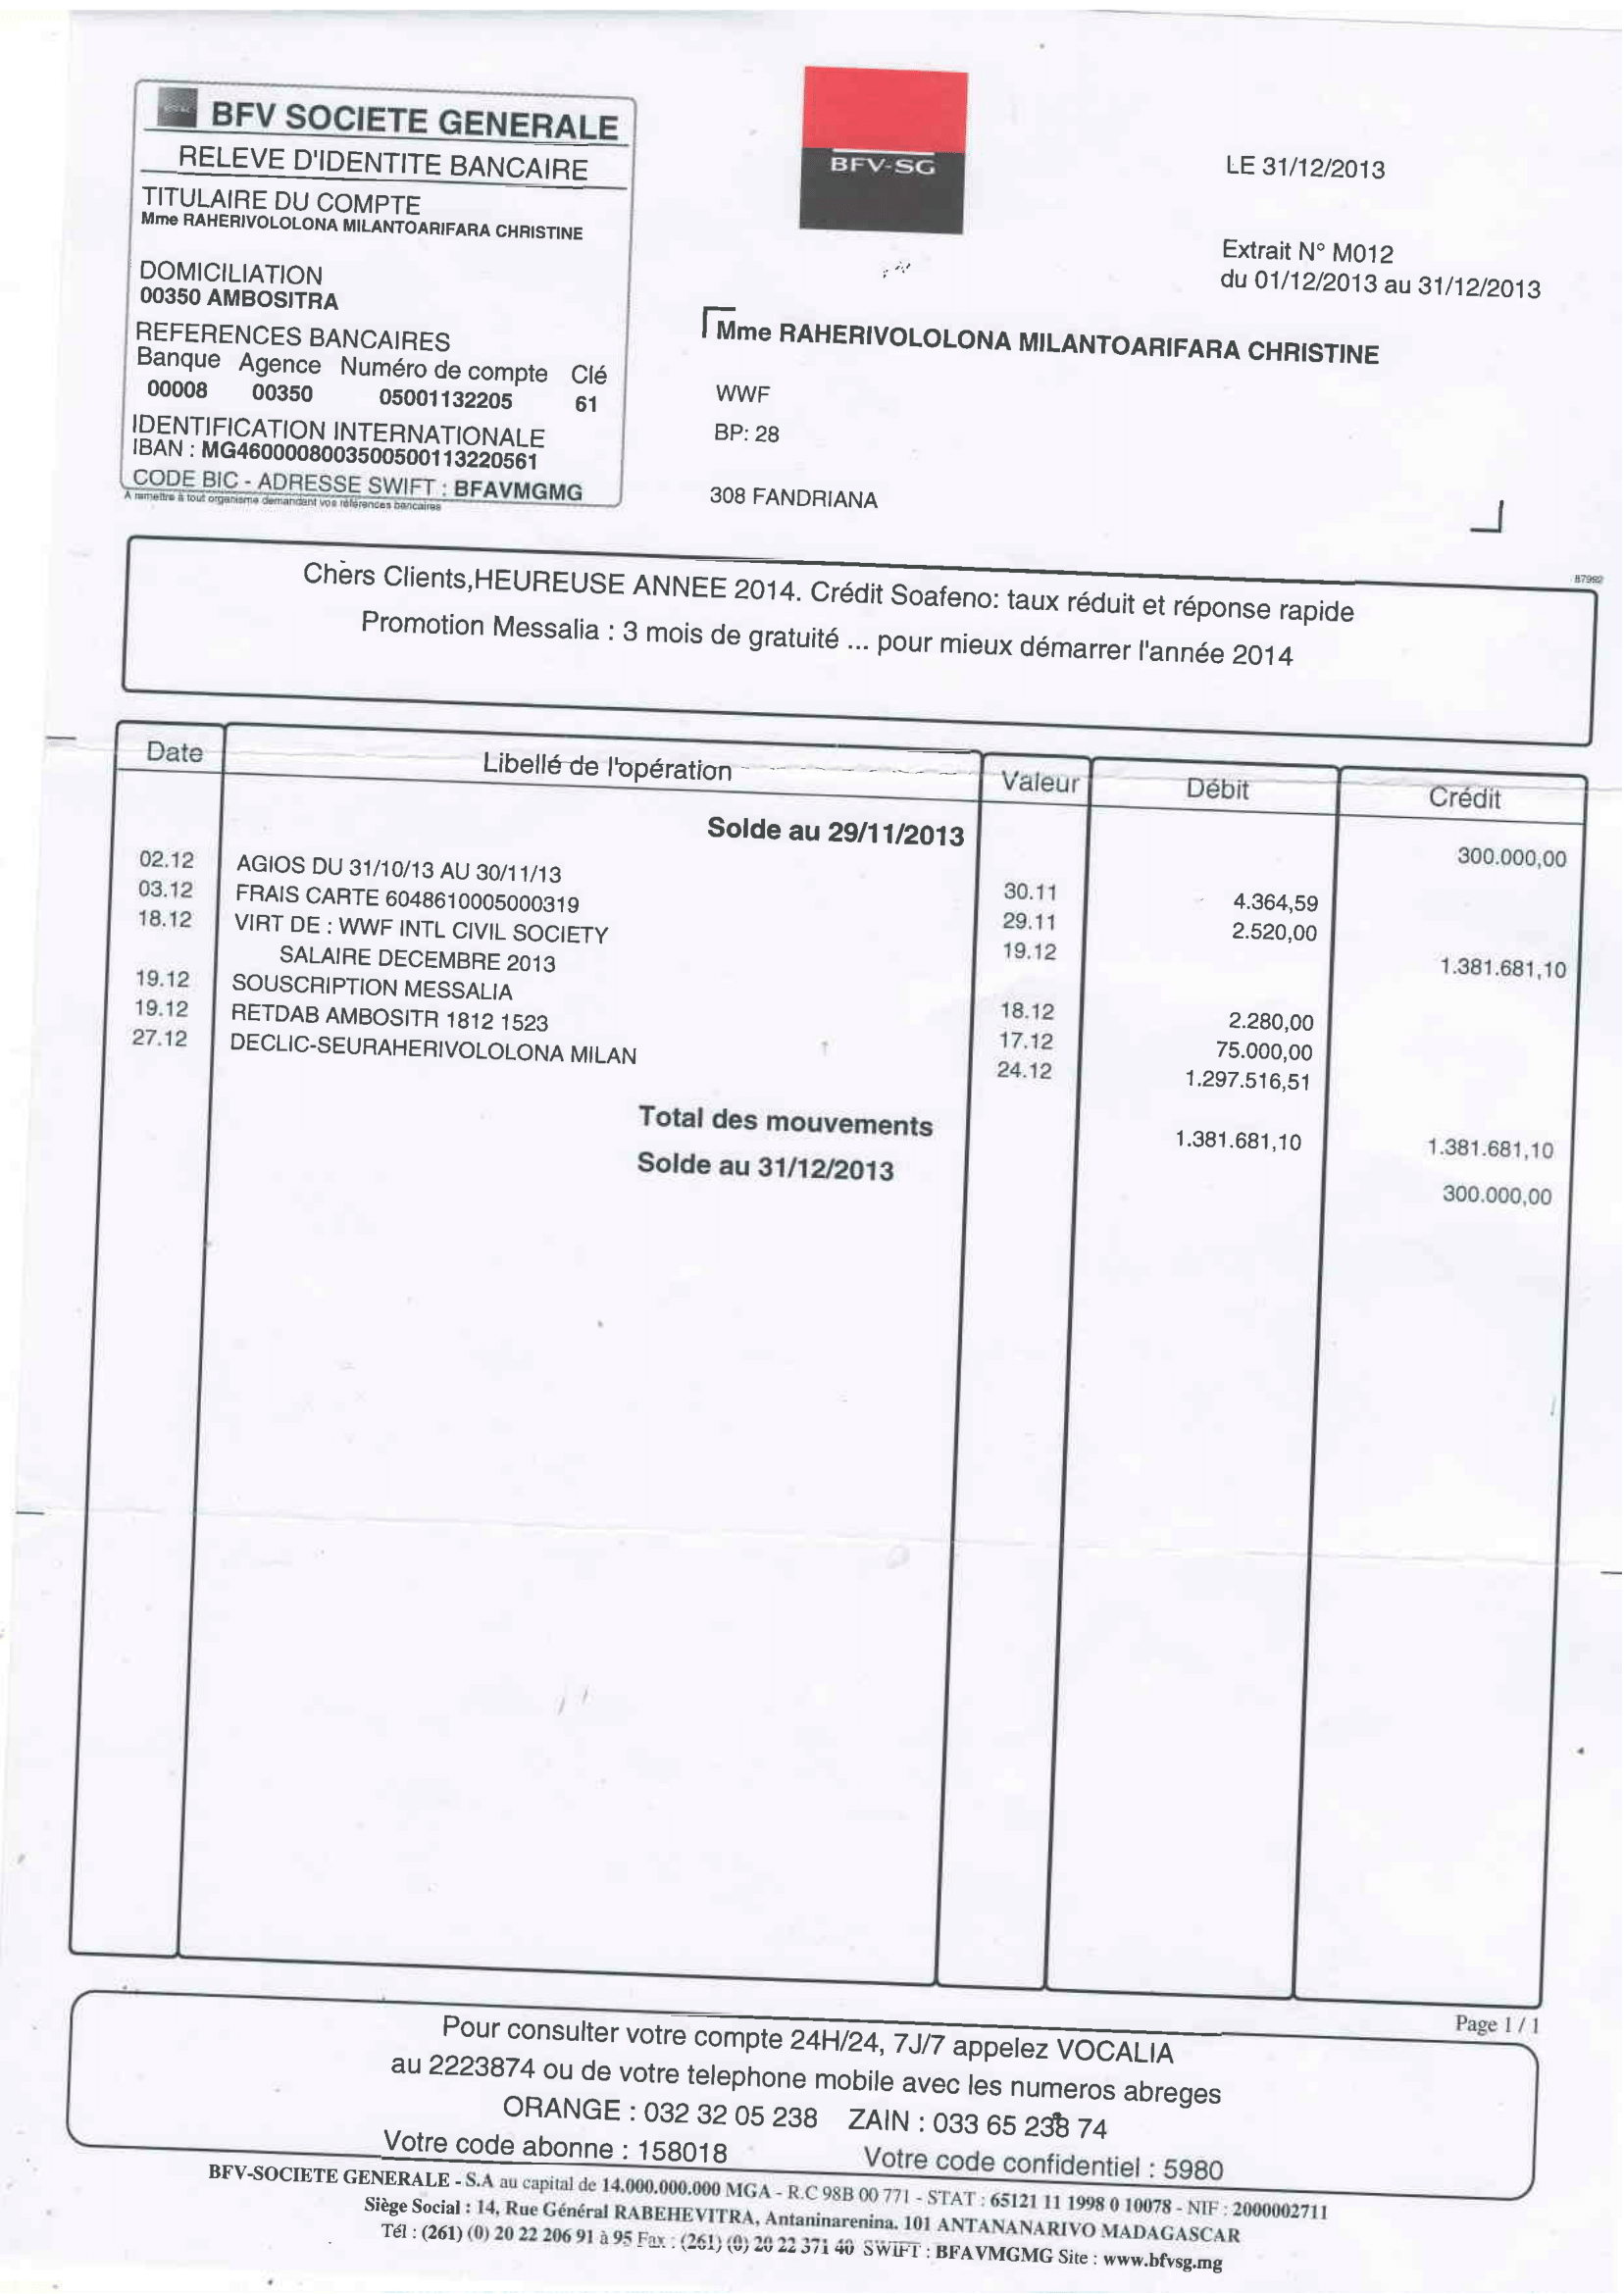 BFV SOCIETE GENERALE
RELEVE D'IDENTITE BANCAIRE
TITULAIRE DU COMPTE
Mme RAHERIVOLOLONA MILANTOARIFARA CHRISTINE
DOMICILIATION
00350 AMBOSITRA
REFERENCES BANCAIRES
Banque Agence Numéro de compte Clé
00008 00350 05001132205 61
IDENTIFICATION INTERNATIONALE
IBAN : MG4600008003500500113220561
CODE BIC - ADRESSE SWIFT : BFAVMGMG
A remettre à tout organisme demandant vos références bancaires
BFV-SG
LE 31/12/2013
Extrait N° M012
du 01/12/2013 au 31/12/2013
Mme RAHERIVOLOLONA MILANTOARIFARA CHRISTINE
WWF
BP: 28
308 FANDRIANA
87982
Chers Clients,HEUREUSE ANNEE 2014. Crédit Soafeno: taux réduit et réponse rapide
Promotion Messalia : 3 mois de gratuité ... pour mieux démarrer l'année 2014
Date Libellé de l'opération Valeur Débit Crédit
Solde au 29/11/2013 300.000,00
02.12 AGIOS DU 31/10/13 AU 30/11/13 30.11 4.364,59
03.12 FRAIS CARTE 6048610005000319 29.11 2.520,00
18.12 VIRT DE : WWF INTL CIVIL SOCIETY 19.12 1.381.681,10
SALAIRE DECEMBRE 2013
19.12 SOUSCRIPTION MESSALIA 18.12 2.280,00
19.12 RETDAB AMBOSITR 1812 1523 17.12 75.000,00
27.12 DECLIC-SEURAHERIVOLOLONA MILAN 24.12 1.297.516,51
Total des mouvements 1.381.681,10 1.381.681,10
Solde au 31/12/2013 300.000,00
Page 1 / 1
Pour consulter votre compte 24H/24, 7J/7 appelez VOCALIA
au 2223874 ou de votre telephone mobile avec les numeros abreges
ORANGE : 032 32 05 238 ZAIN : 033 65 238 74
Votre code abonne : 158018 Votre code confidentiel : 5980
BFV-SOCIETE GENERALE - S.A au capital de 14.000.000.000 MGA - R.C 98B 00 771 - STAT : 65121 11 1998 0 10078 - NIF : 2000002711
Siège Social : 14, Rue Général RABEHEVITRA, Antaninarenina. 101 ANTANANARIVO MADAGASCAR
Tél : (261) (0) 20 22 206 91 à 95 Fax : (261) (0) 20 22 371 40 SWIFT : BFAVMGMG Site : www.bfvsg.mg